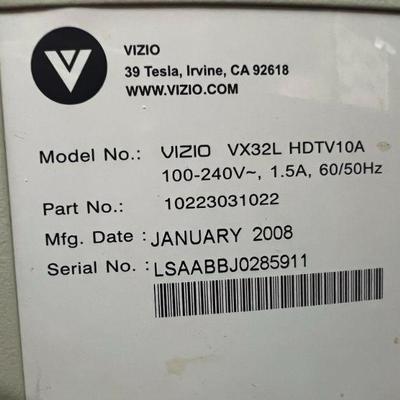 V
VIZIO
39 Tesla, Irvine, CA 92618
WWW.VIZIO.COM
Model No.: VIZIO VX32L HDTV10A
100-240V~, 1.5A, 60/50Hz
Part No.: 10223031022
Mfg. Date : JANUARY 2008
Serial No. : LSAABBJ0285911